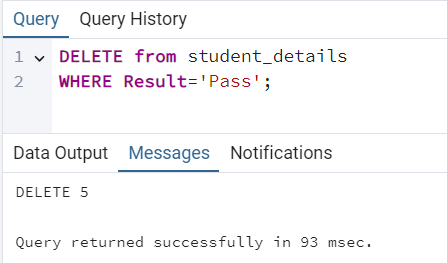 Query Query History
1 DELETE from student_details
2 WHERE Result='Pass';
Data Output Messages Notifications
DELETE 5
Query returned successfully in 93 msec.